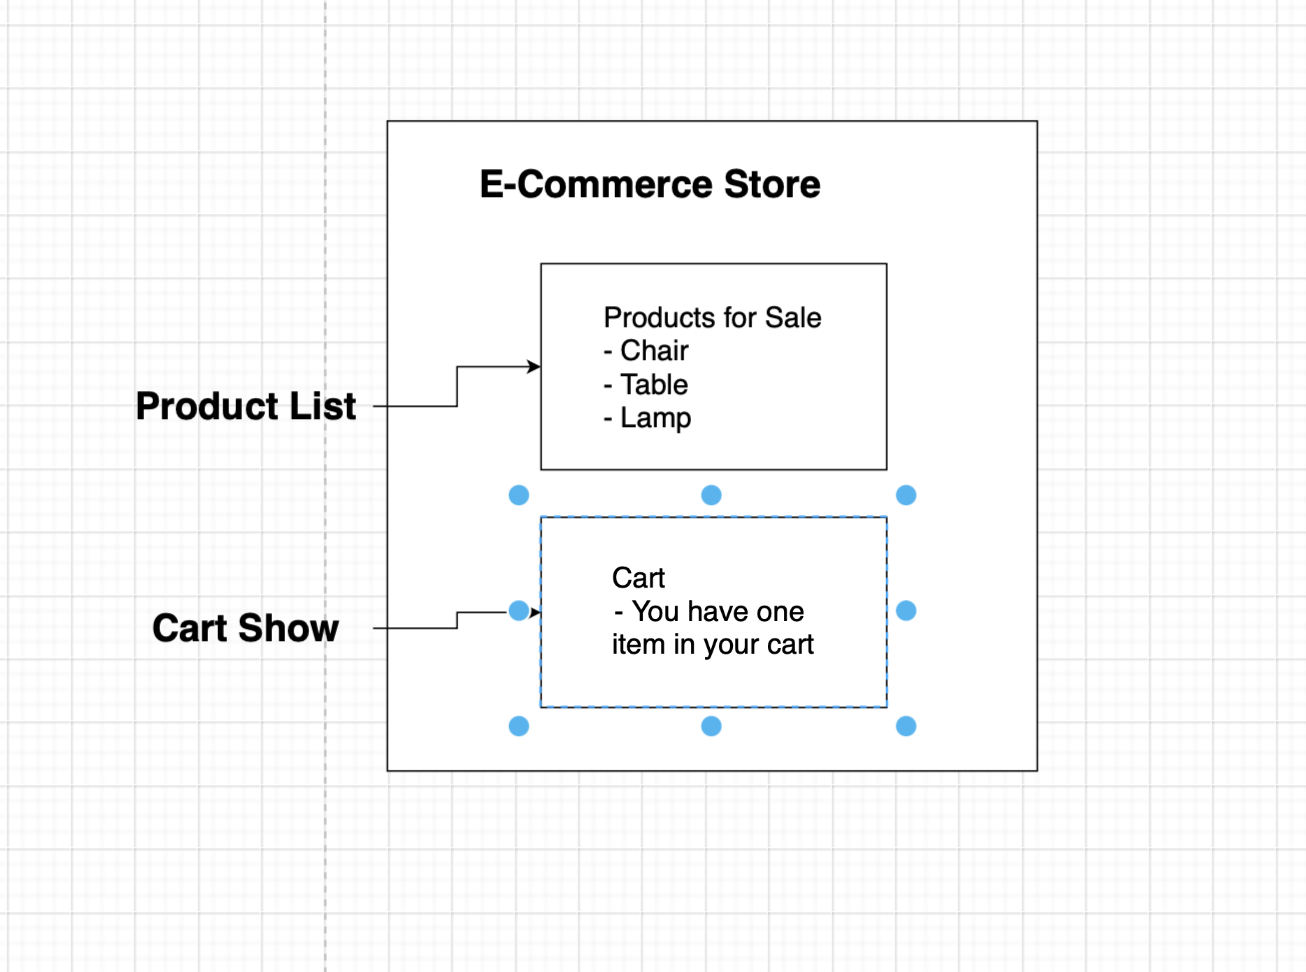 E-Commerce Store
Products for Sale
- Chair
- Table
- Lamp
Product List
Cart
- You have one
item in your cart
Cart Show